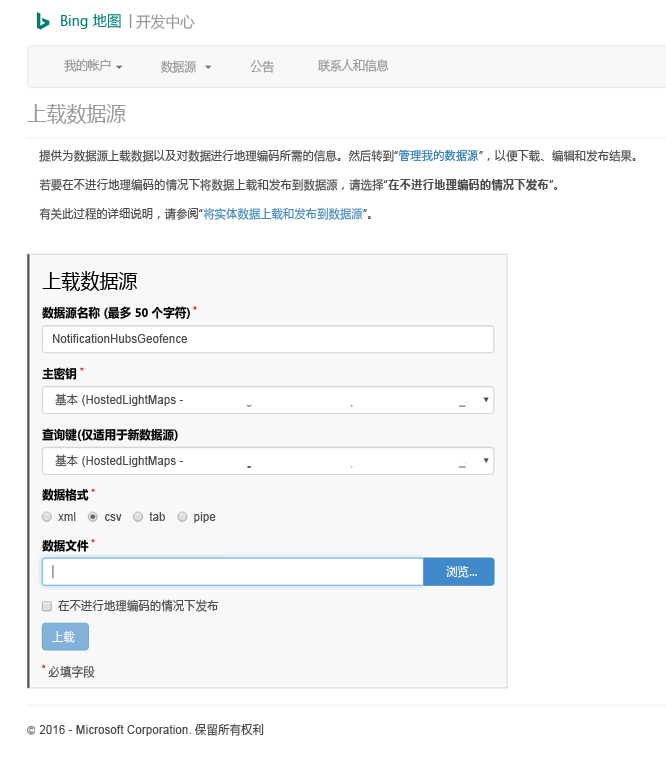 Bing 地图 | 开发中心
我的帐户 数据源 公告 联系人和信息
上载数据源
提供为数据源上载数据以及对数据进行地理编码所需的信息。然后转到“管理我的数据源”，以便下载、编辑和发布结果。
若要在不进行地理编码的情况下将数据上载和发布到数据源，请选择“在不进行地理编码的情况下发布”。
有关此过程的详细说明，请参阅“将实体数据上载和发布到数据源”。
上载数据源
数据源名称 (最多 50 个字符) *
NotificationHubsGeofence
主密钥 *
基本 (HostedLightMaps -
查询键(仅适用于新数据源)
基本 (HostedLightMaps -
数据格式 *
xml csv tab pipe
数据文件 *
浏览...
在不进行地理编码的情况下发布
上载
* 必填字段
© 2016 - Microsoft Corporation. 保留所有权利